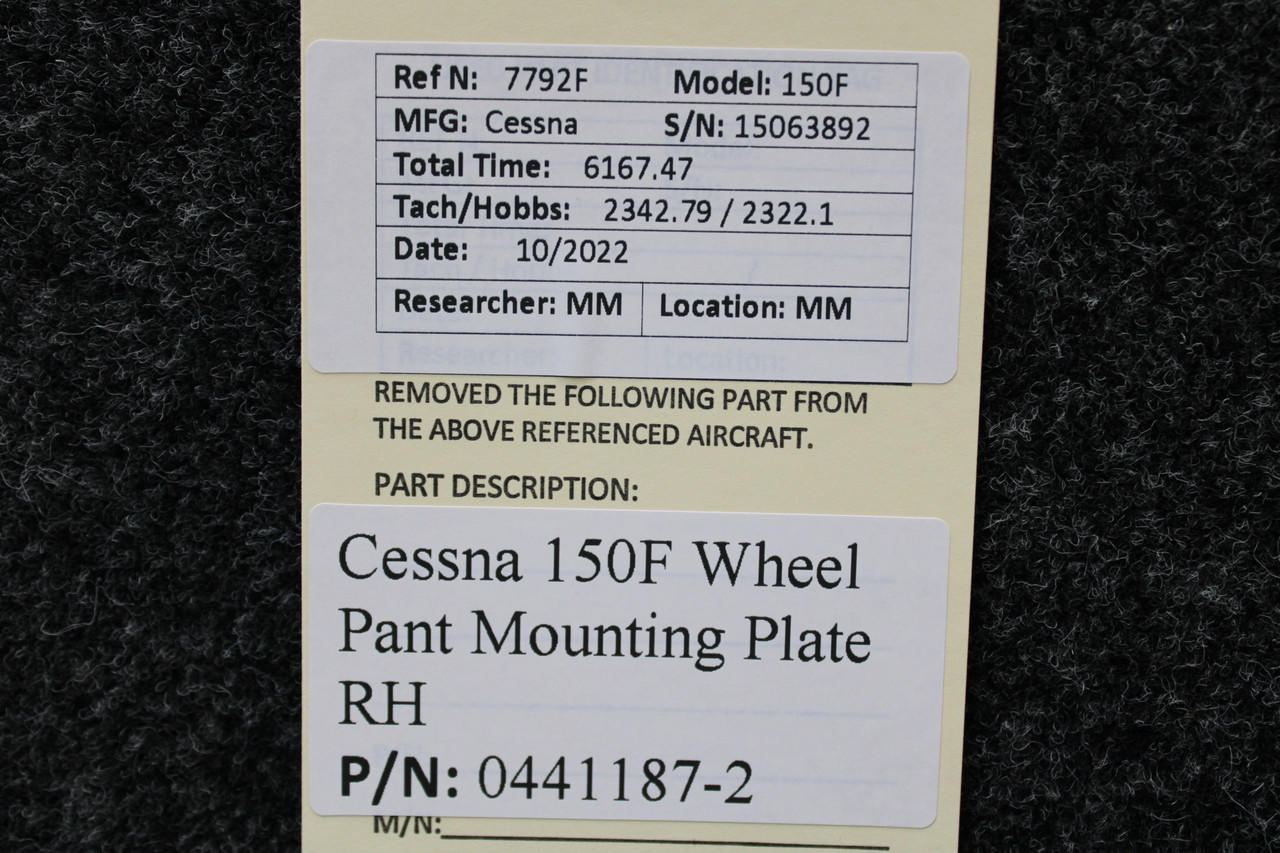 Ref N: 7792F Model: 150F
MFG: Cessna S/N: 15063892
Total Time: 6167.47
Tach/Hobbs: 2342.79 / 2322.1
Date: 10/2022
Researcher: MM Location: MM
Researcher: Location:
REMOVED THE FOLLOWING PART FROM
THE ABOVE REFERENCED AIRCRAFT.
PART DESCRIPTION:
Cessna 150F Wheel
Pant Mounting Plate
RH
P/N: 0441187-2
M/N: